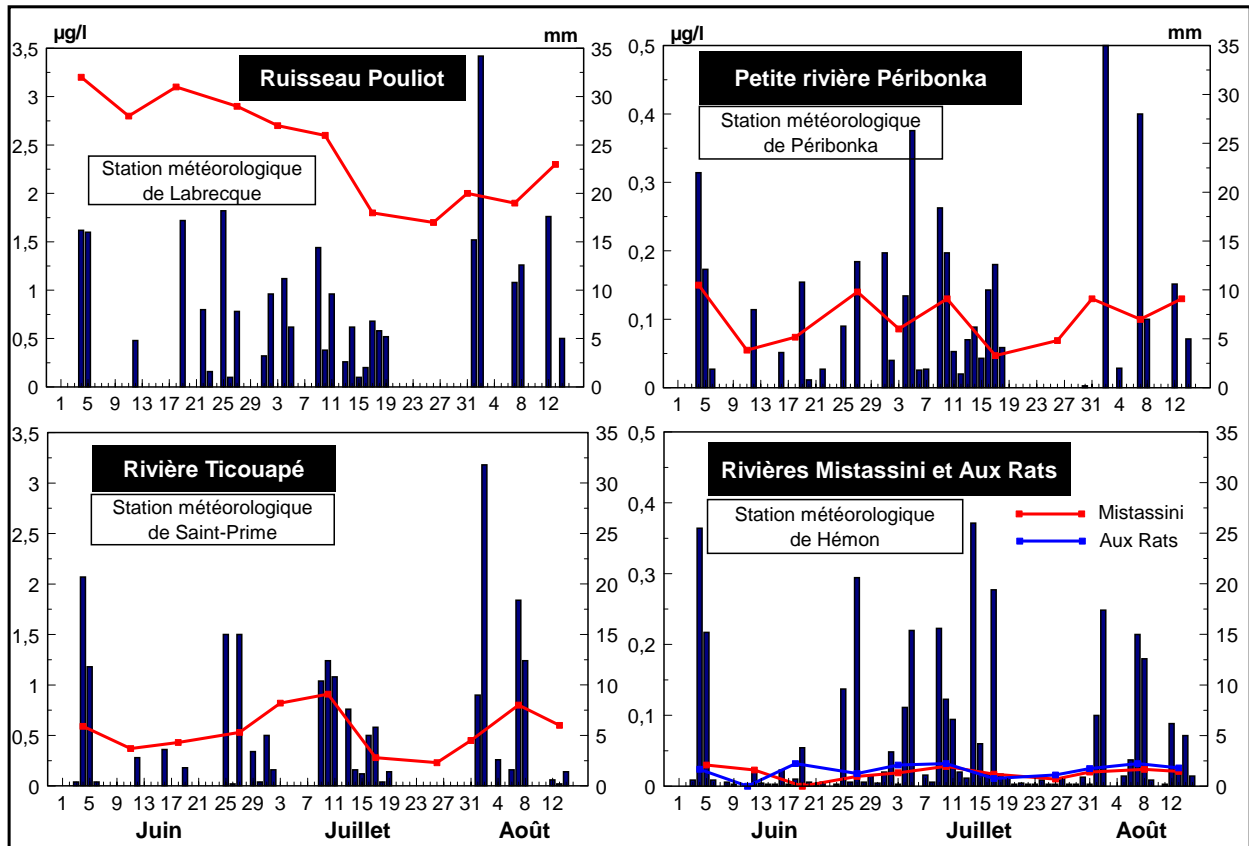 µg/l
mm
Ruisseau Pouliot
Station météorologique
de Labrecque
3,5
3
2,5
2
1,5
1
0,5
0
35
30
25
20
15
10
5
0
1 5 9 13 17 21 25 29 3 7 11 15 19 23 27 31 4 8 12
µg/l
mm
Petite rivière Péribonka
Station météorologique
de Péribonka
0,5
0,4
0,3
0,2
0,1
0
35
30
25
20
15
10
5
0
1 5 9 13 17 21 25 29 3 7 11 15 19 23 27 31 4 8 12
Rivière Ticouapé
Station météorologique
de Saint-Prime
3,5
3
2,5
2
1,5
1
0,5
0
35
30
25
20
15
10
5
0
1 5 9 13 17 21 25 29 3 7 11 15 19 23 27 31 4 8 12
Juin Juillet Août
Rivières Mistassini et Aux Rats
Station météorologique
de Hémon
Mistassini
Aux Rats
0,5
0,4
0,3
0,2
0,1
0
35
30
25
20
15
10
5
0
1 5 9 13 17 21 25 29 3 7 11 15 19 23 27 31 4 8 12
Juin Juillet Août